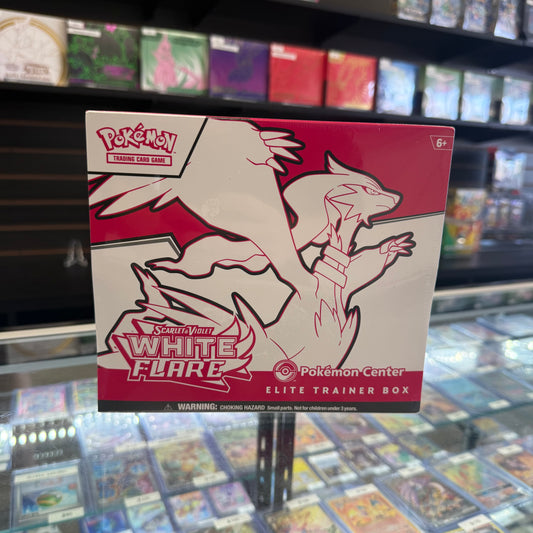 POKéMON
TRADING CARD GAME
6+
SCARLET & VIOLET
WHITE
FLARE
Pokémon Center
ELITE TRAINER BOX
WARNING: CHOKING HAZARD Small parts. Not for children under 3 years.